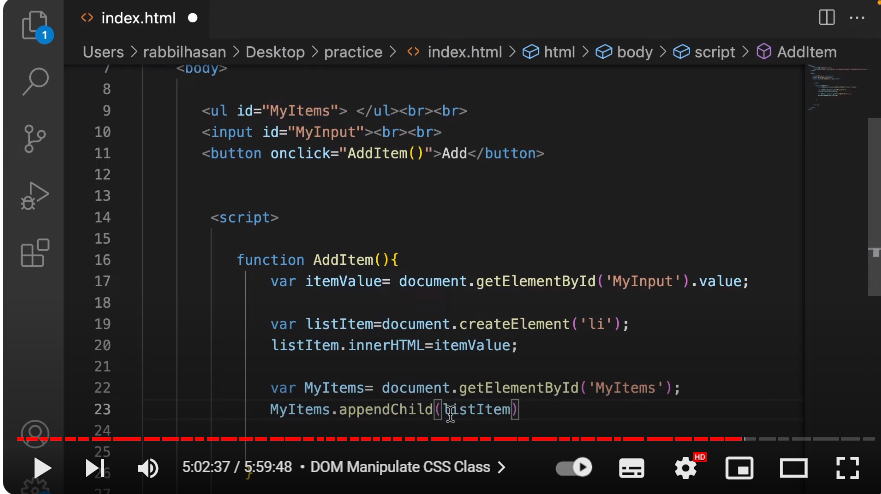 index.html
1
Users > rabbilhasan > Desktop > practice > index.html > html > body > script > AddItem
7 <body>
8
9 <ul id="MyItems"> </ul><br><br>
10 <input id="MyInput"><br><br>
11 <button onclick="AddItem()">Add</button>
12
13
14 <script>
15
16 function AddItem(){
17 var itemValue= document.getElementById('MyInput').value;
18
19 var listItem=document.createElement('li');
20 listItem.innerHTML=itemValue;
21
22 var MyItems= document.getElementById('MyItems');
23 MyItems.appendChild(listItem)
24
}
5:02:37 / 5:59:48 • DOM Manipulate CSS Class >
HD